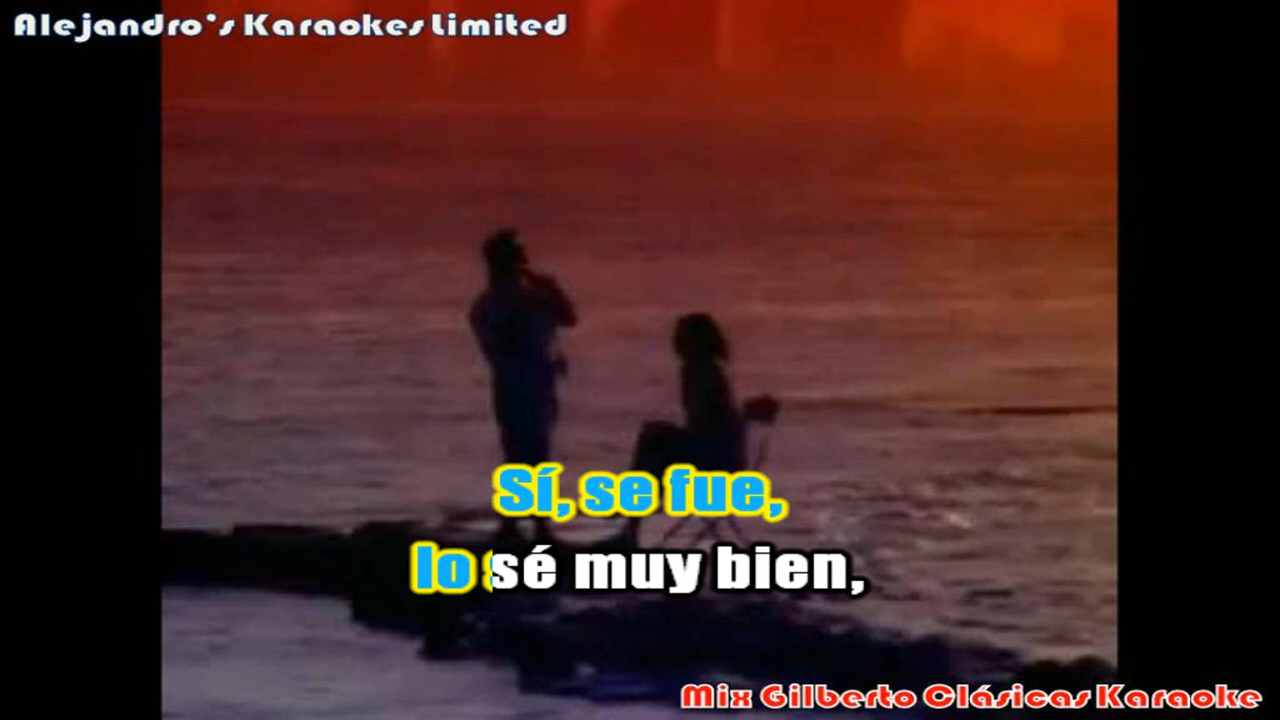 Alejandro's Karaokes Limited
Sí, se fue,
lo sé muy bien,
Mix Gilberto Clásicas Karaoke